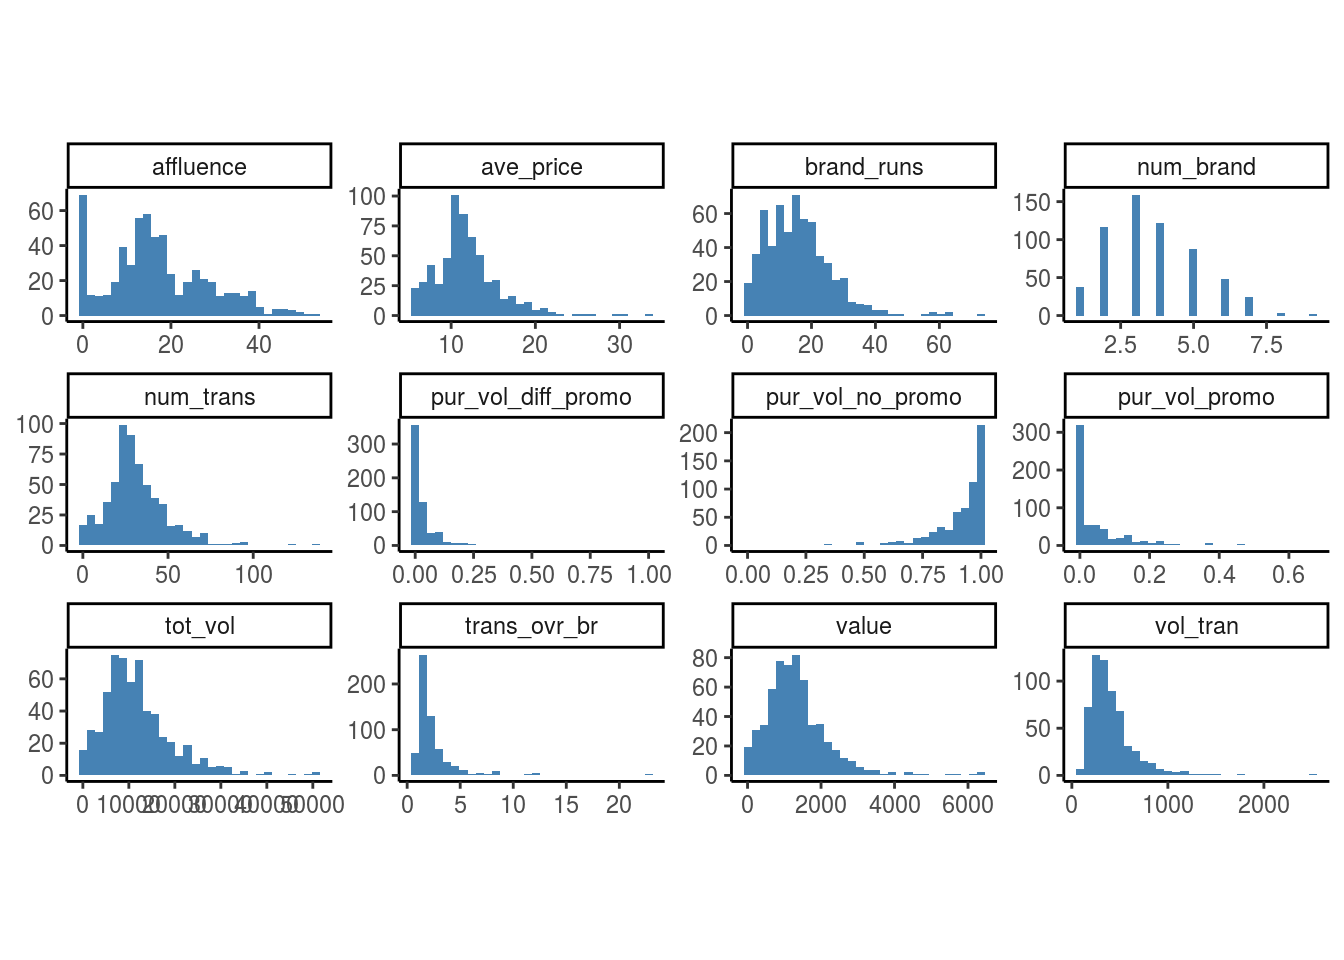 affluence ave_price brand_runs num_brand
60 100 60 150
40 75 40 100
20 50 20 50
0 25 0 0
0
0 20 40 10 20 30 0 20 40 60 2.5 5.0 7.5
num_trans pur_vol_diff_promo pur_vol_no_promo pur_vol_promo
100 300 200 300
75 200 150 200
50 100 100 100
25 0 50 0
0 0
0 50 100 0.00 0.25 0.50 0.75 1.00 0.00 0.25 0.50 0.75 1.00 0.0 0.2 0.4 0.6
tot_vol trans_ovr_br value vol_tran
60 200 80 100
40 100 60 50
20 0 40 0
0 20
0
0 10000 20000 30000 40000 50000 0 5 10 15 20 0 2000 4000 6000 0 1000 2000